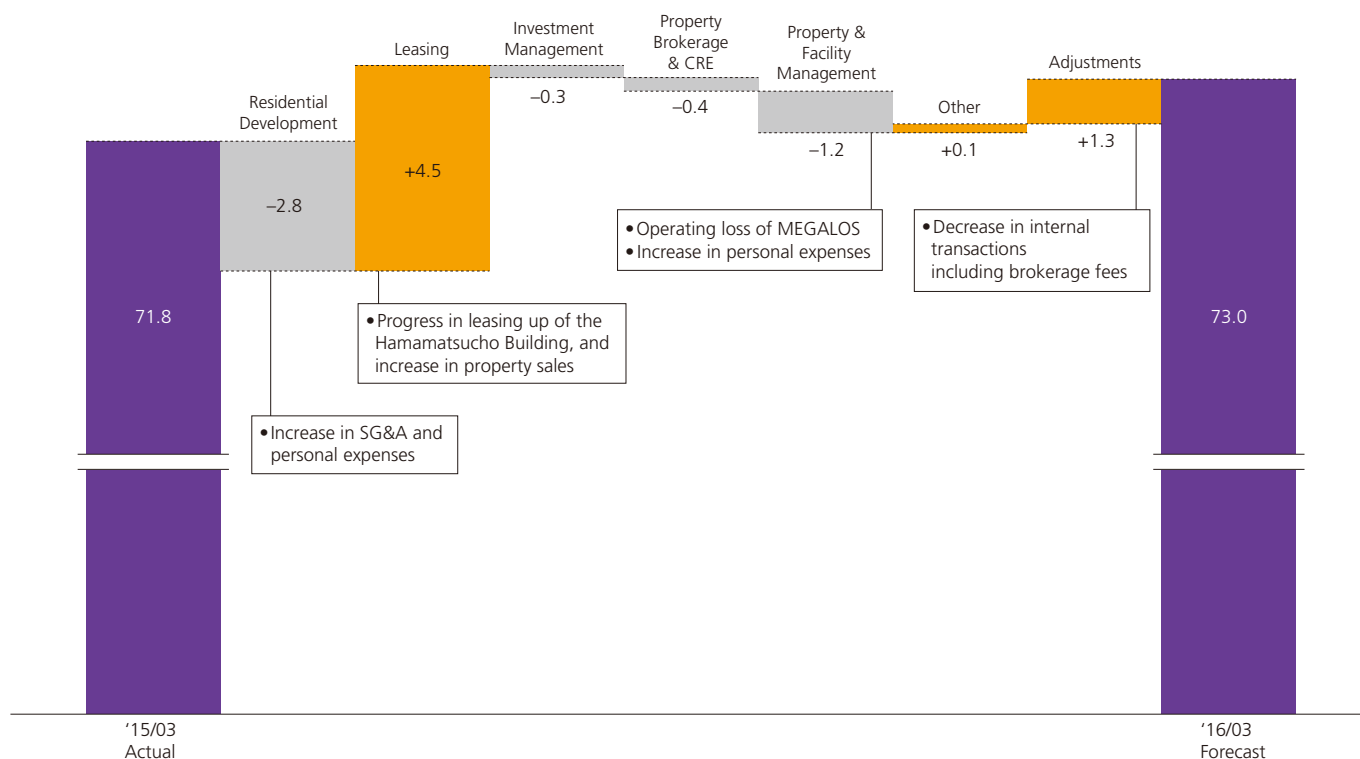 Residential
Development
Leasing
Investment
Management
Property
Brokerage
& CRE
Property &
Facility
Management
Other
Adjustments
71.8
–2.8
+4.5
–0.3
–0.4
–1.2
+0.1
+1.3
73.0
• Increase in SG&A and
personal expenses
• Progress in leasing up of the
Hamamatsucho Building, and
increase in property sales
• Operating loss of MEGALOS
• Increase in personal expenses
• Decrease in internal
transactions
including brokerage fees
‘15/03
Actual
‘16/03
Forecast